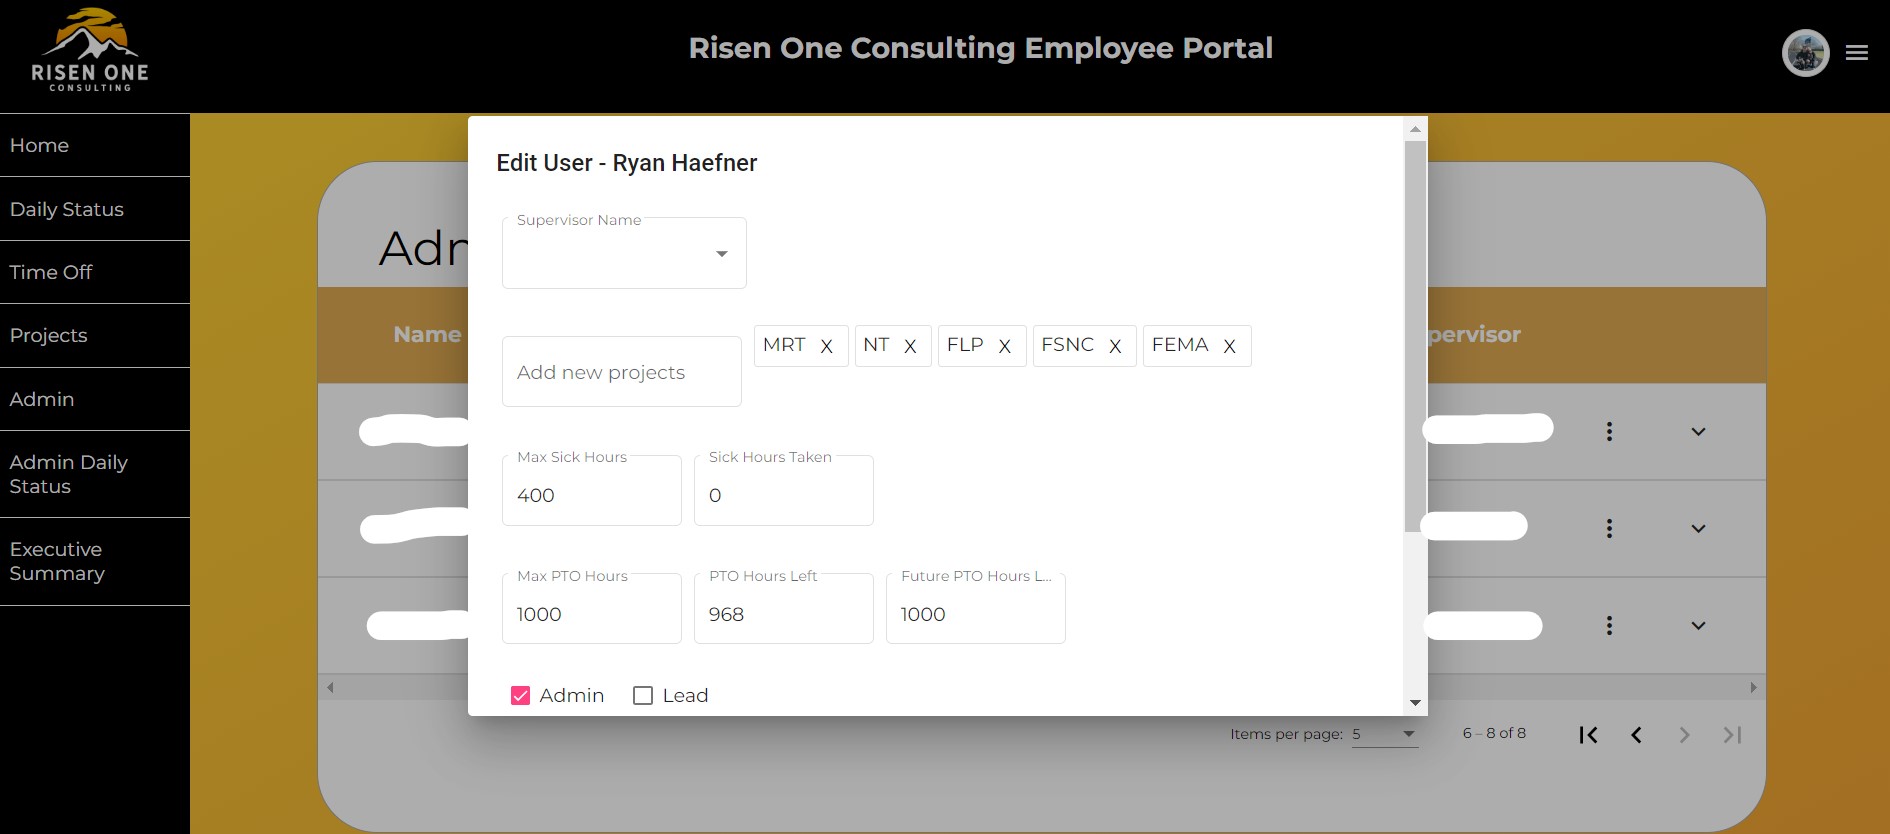 RISEN ONE
CONSULTING
Risen One Consulting Employee Portal
Home
Daily Status
Time Off
Projects
Admin
Admin Daily
Status
Executive
Summary
Edit User - Ryan Haefner
Supervisor Name
Add new projects
MRT X NT X FLP X FSNC X FEMA X
Max Sick Hours Sick Hours Taken
400 0
Max PTO Hours PTO Hours Left Future PTO Hours L...
1000 968 1000
Admin Lead
Adm
Name pervisor
Items per page: 5 6 – 8 of 8